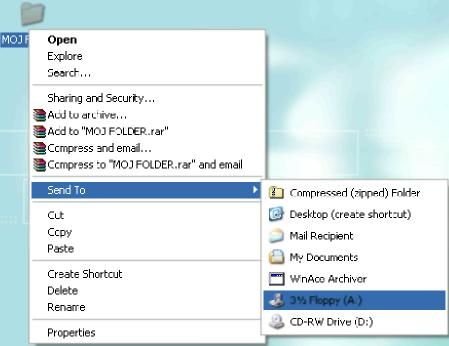 MOJ F
Open
Explore
Search...
Sharing and Security...
Add to archive...
Add to "MOJ FOLDER.rar"
Compress and email...
Compress to "MOJ FOLDER.rar" and email
Send To
Cut
Copy
Paste
Create Shortcut
Delete
Rename
Properties
Compressed (zipped) Folder
Desktop (create shortcut)
Mail Recipient
My Documents
WinAce Archiver
3½ Floppy (A:)
CD-RW Drive (D:)